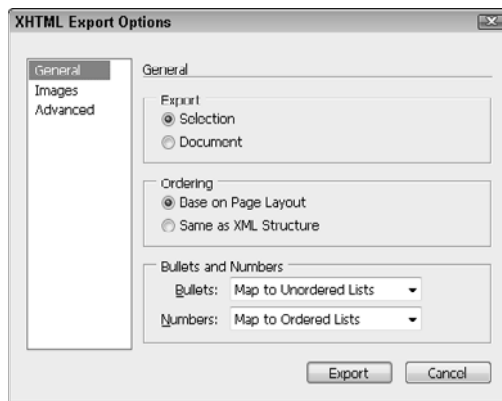 XHTML Export Options
General
Images
Advanced
General
Export
Selection
Document
Ordering
Base on Page Layout
Same as XML Structure
Bullets and Numbers
Bullets: Map to Unordered Lists
Numbers: Map to Ordered Lists
Export Cancel